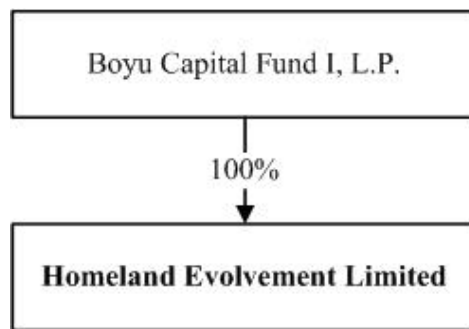 Boyu Capital Fund I, L.P.
100%
Homeland Evolvement Limited